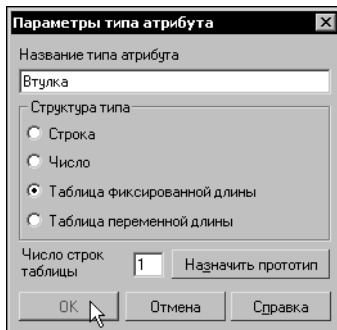 Параметры типа атрибута
Название типа атрибута
Втулка
Структура типа
Строка
Число
Таблица фиксированной длины
Таблица переменной длины
Число строк
таблицы
1
Назначить прототип
OK
Отмена
Справка